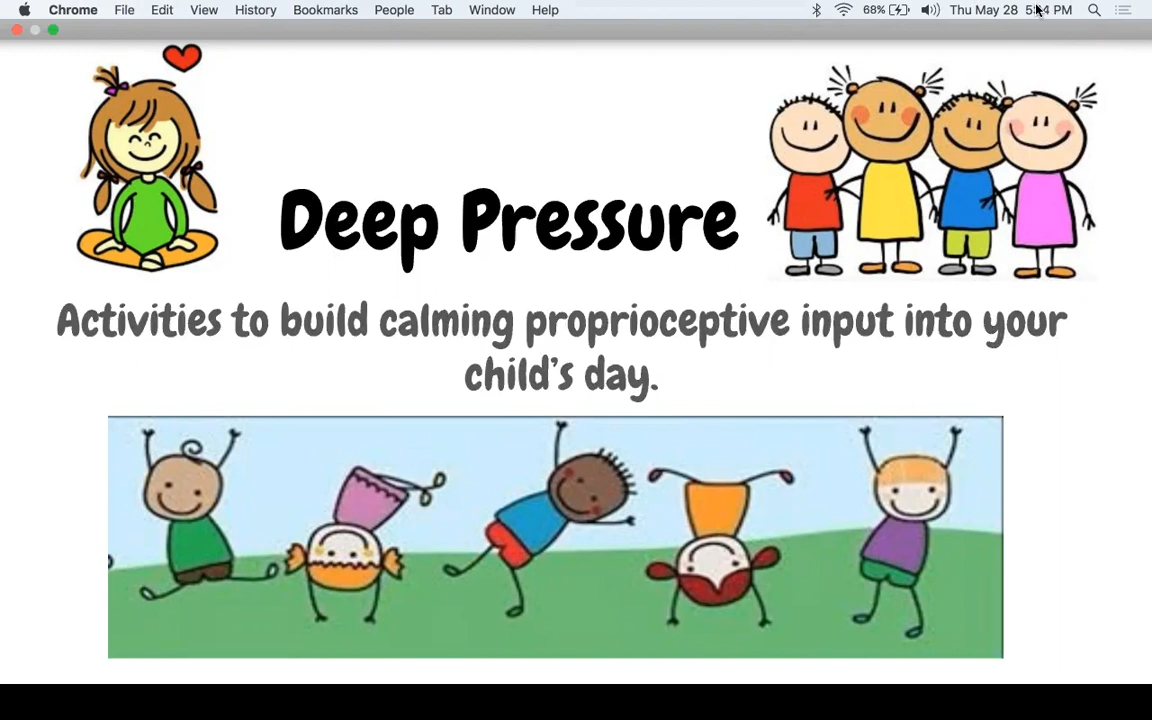 Chrome File Edit View History Bookmarks People Tab Window Help 68% Thu May 28 PM
Deep Pressure
Activities to build calming proprioceptive input into your
child's day.